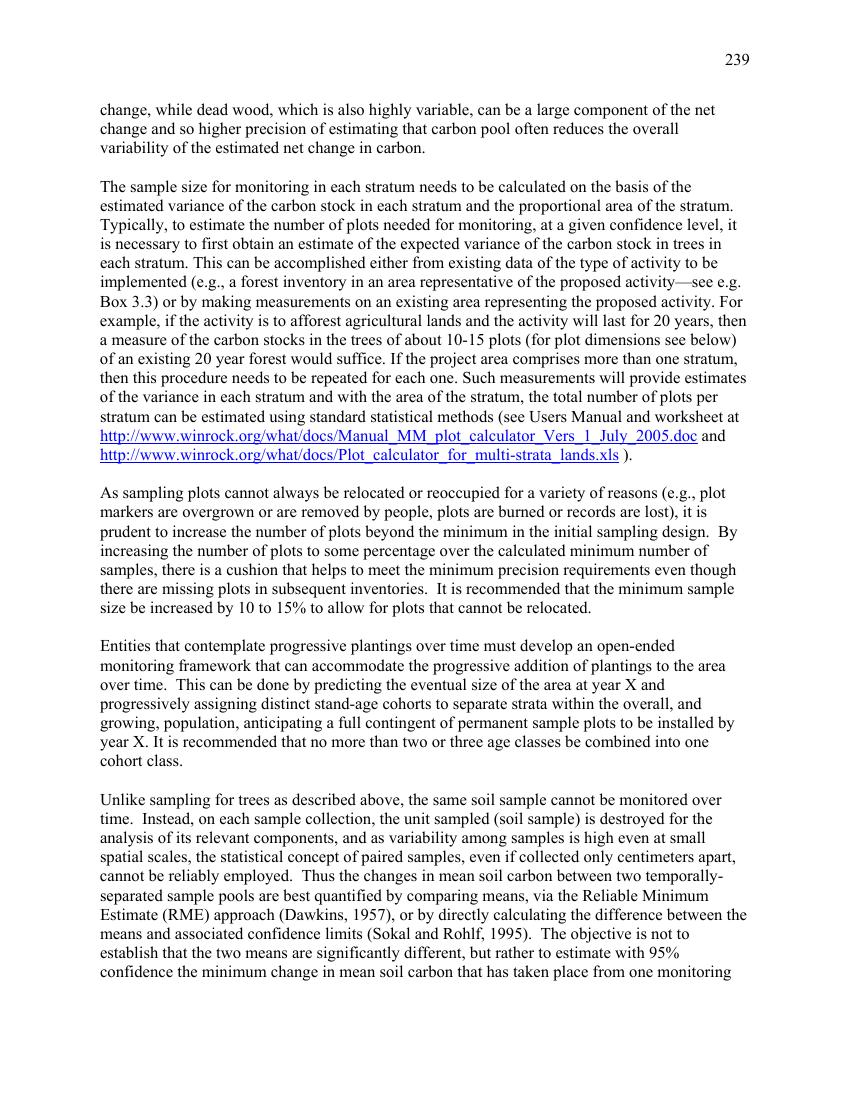 239
change, while dead wood, which is also highly variable, can be a large component of the net
change and so higher precision of estimating that carbon pool often reduces the overall
variability of the estimated net change in carbon.
The sample size for monitoring in each stratum needs to be calculated on the basis of the
estimated variance of the carbon stock in each stratum and the proportional area of the stratum.
Typically, to estimate the number of plots needed for monitoring, at a given confidence level, it
is necessary to first obtain an estimate of the expected variance of the carbon stock in trees in
each stratum. This can be accomplished either from existing data of the type of activity to be
implemented (e.g., a forest inventory in an area representative of the proposed activity—see e.g.
Box 3.3) or by making measurements on an existing area representing the proposed activity. For
example, if the activity is to afforest agricultural lands and the activity will last for 20 years, then
a measure of the carbon stocks in the trees of about 10-15 plots (for plot dimensions see below)
of an existing 20 year forest would suffice. If the project area comprises more than one stratum,
then this procedure needs to be repeated for each one. Such measurements will provide estimates
of the variance in each stratum and with the area of the stratum, the total number of plots per
stratum can be estimated using standard statistical methods (see Users Manual and worksheet at
http://www.winrock.org/what/docs/Manual_MM_plot_calculator_Vers_1_July_2005.doc and
http://www.winrock.org/what/docs/Plot_calculator_for_multi-strata_lands.xls ).
As sampling plots cannot always be relocated or reoccupied for a variety of reasons (e.g., plot
markers are overgrown or are removed by people, plots are burned or records are lost), it is
prudent to increase the number of plots beyond the minimum in the initial sampling design.  By
increasing the number of plots to some percentage over the calculated minimum number of
samples, there is a cushion that helps to meet the minimum precision requirements even though
there are missing plots in subsequent inventories.  It is recommended that the minimum sample
size be increased by 10 to 15% to allow for plots that cannot be relocated.
Entities that contemplate progressive plantings over time must develop an open-ended
monitoring framework that can accommodate the progressive addition of plantings to the area
over time.  This can be done by predicting the eventual size of the area at year X and
progressively assigning distinct stand-age cohorts to separate strata within the overall, and
growing, population, anticipating a full contingent of permanent sample plots to be installed by
year X. It is recommended that no more than two or three age classes be combined into one
cohort class.
Unlike sampling for trees as described above, the same soil sample cannot be monitored over
time.  Instead, on each sample collection, the unit sampled (soil sample) is destroyed for the
analysis of its relevant components, and as variability among samples is high even at small
spatial scales, the statistical concept of paired samples, even if collected only centimeters apart,
cannot be reliably employed.  Thus the changes in mean soil carbon between two temporally-
separated sample pools are best quantified by comparing means, via the Reliable Minimum
Estimate (RME) approach (Dawkins, 1957), or by directly calculating the difference between the
means and associated confidence limits (Sokal and Rohlf, 1995).  The objective is not to
establish that the two means are significantly different, but rather to estimate with 95%
confidence the minimum change in mean soil carbon that has taken place from one monitoring